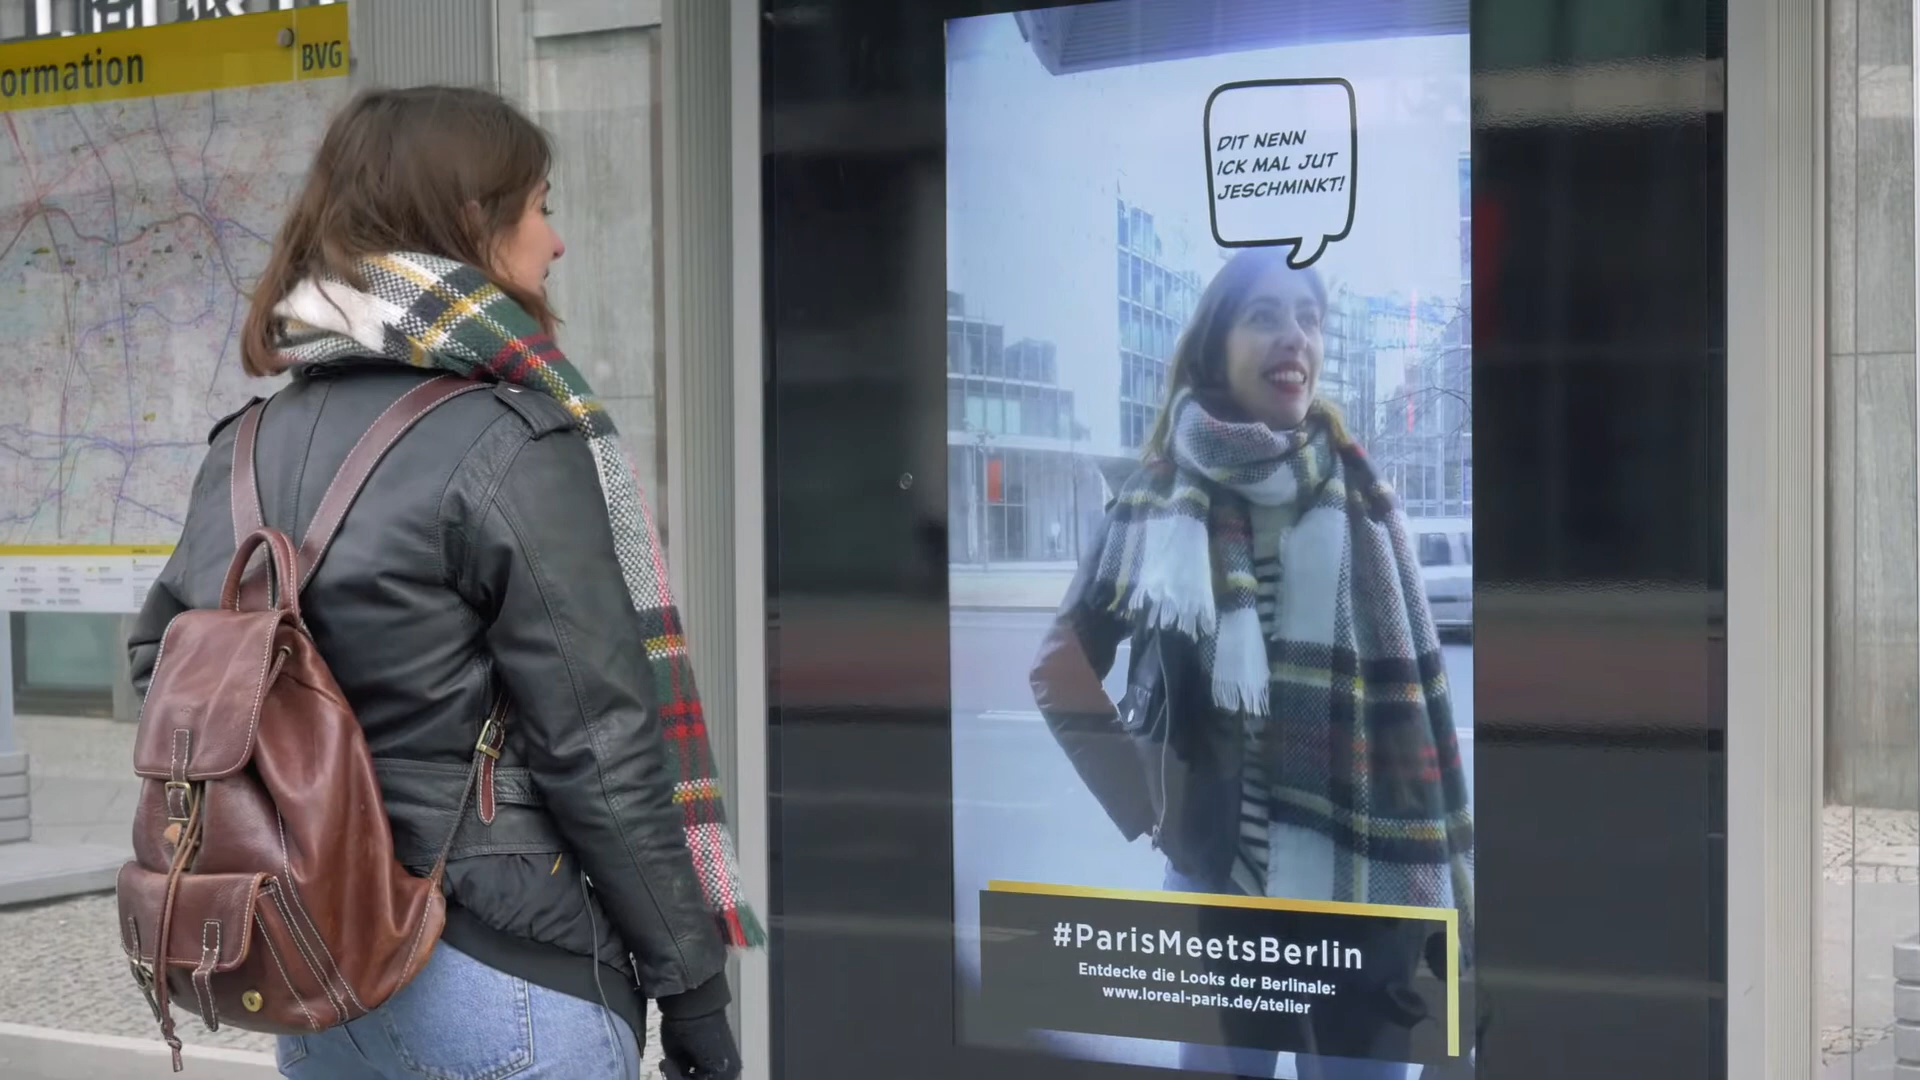 ormation
BVG
DIT NENN
ICK MAL JUT
JESCHMINKT!
#ParisMeetsBerlin
Entdecke die Looks der Berlinale:
www.loreal-paris.de/atelier